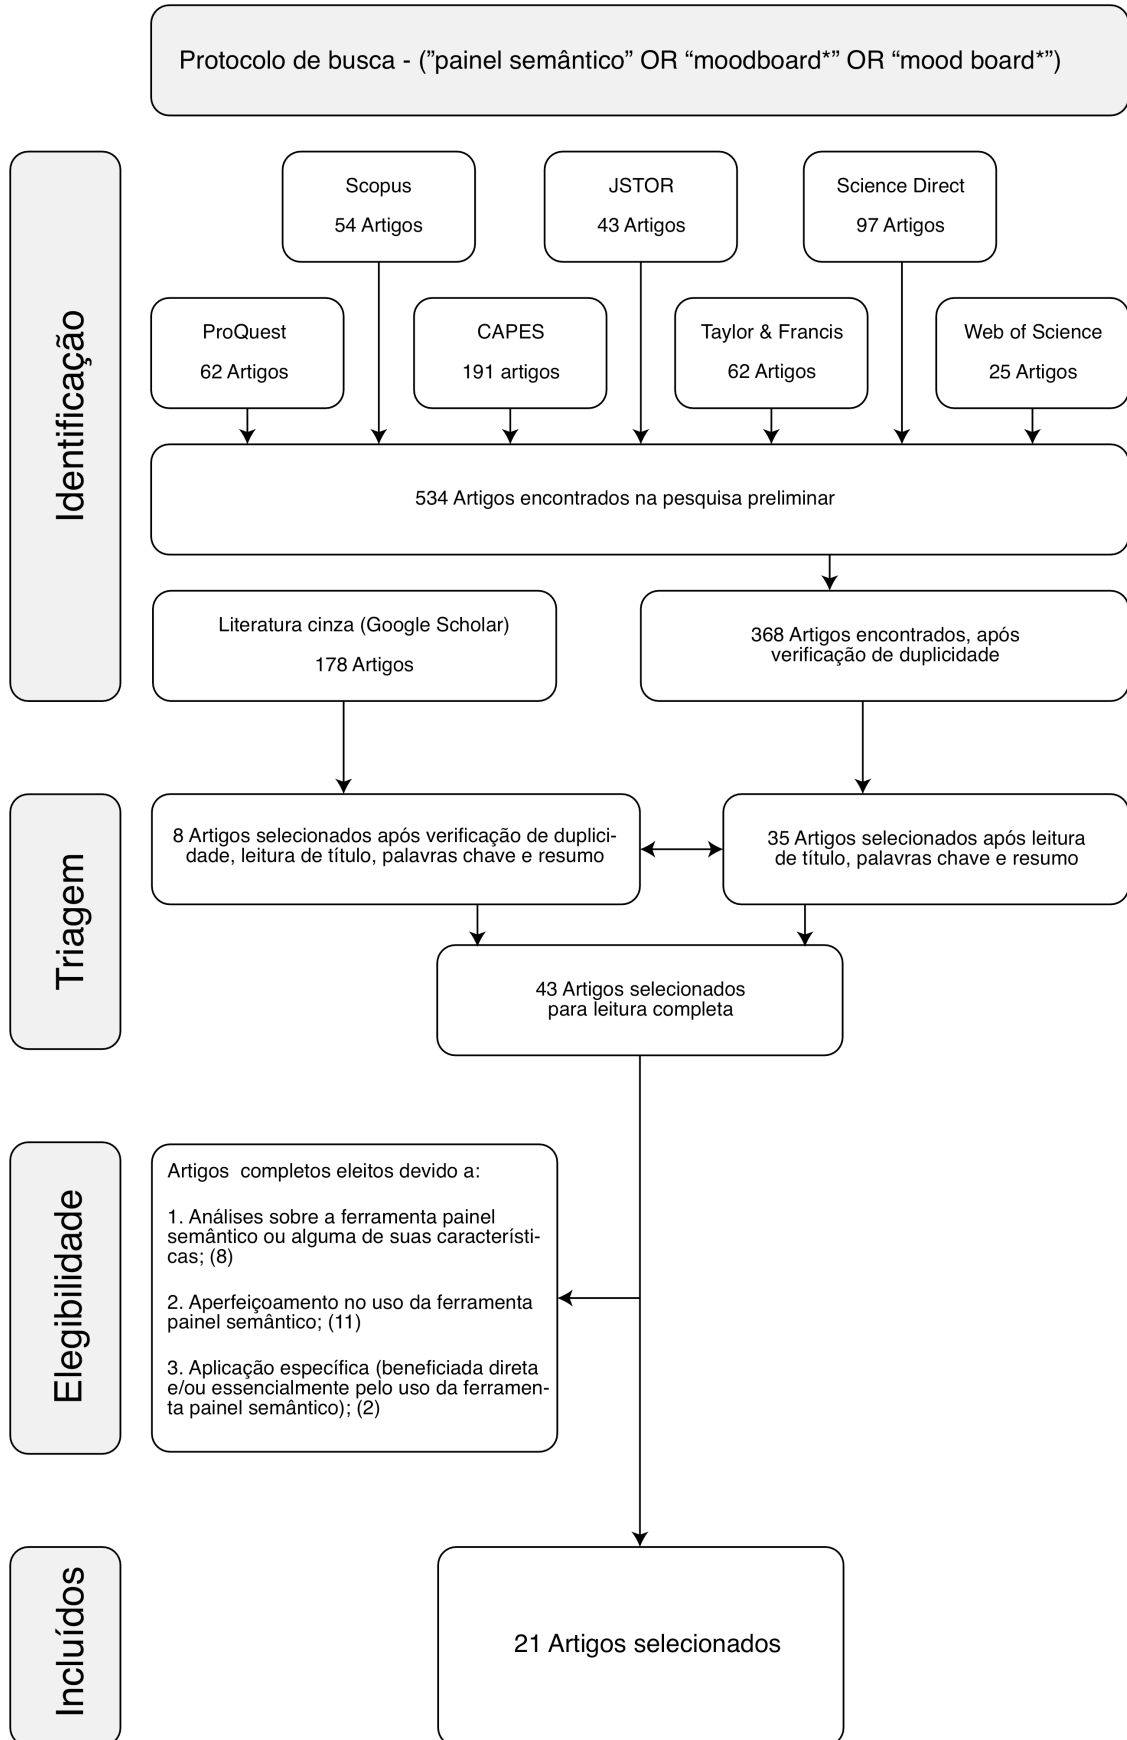 Protocolo de busca - (”painel semântico” OR “moodboard*” OR “mood board*”)
Identificação
Scopus
54 Artigos
JSTOR
43 Artigos
Science Direct
97 Artigos
ProQuest
62 Artigos
CAPES
191 artigos
Taylor & Francis
62 Artigos
Web of Science
25 Artigos
534 Artigos encontrados na pesquisa preliminar
Literatura cinza (Google Scholar)
178 Artigos
368 Artigos encontrados, após
verificação de duplicidade
Triagem
8 Artigos selecionados após verificação de duplici-
dade, leitura de título, palavras chave e resumo
35 Artigos selecionados após leitura
de título, palavras chave e resumo
43 Artigos selecionados
para leitura completa
Elegibilidade
Artigos  completos eleitos devido a:
1. Análises sobre a ferramenta painel
semântico ou alguma de suas característi-
cas; (8)
2. Aperfeiçoamento no uso da ferramenta
painel semântico; (11)
3. Aplicação específica (beneficiada direta
e/ou essencialmente pelo uso da ferramen-
ta painel semântico); (2)
Incluídos
21 Artigos selecionados